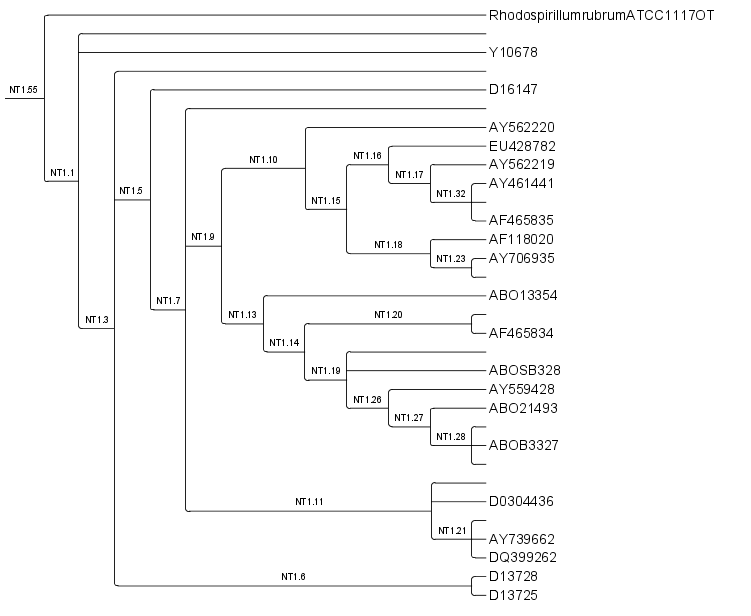 RhodospirillumrubrumATCC1117OT
Y10678
NT1.55
D16147
AY562220
EU428782
NT1.16
NT1.10
AY562219
NT1.1
NT1.17
AY461441
NT1.5
NT1.32
NT1.15
AF465835
NT1.9
AF118020
NT1.18
AY706935
NT1.23
ABO13354
NT1.7
NT1.13
NT1.20
NT1.3
AF465834
NT1.14
ABOSB328
NT1.19
AY559428
NT1.26
ABO21493
NT1.27
NT1.28
ABOB3327
D0304436
NT1.11
NT1.21
AY739662
DQ399262
D13728
NT1.6
D13725